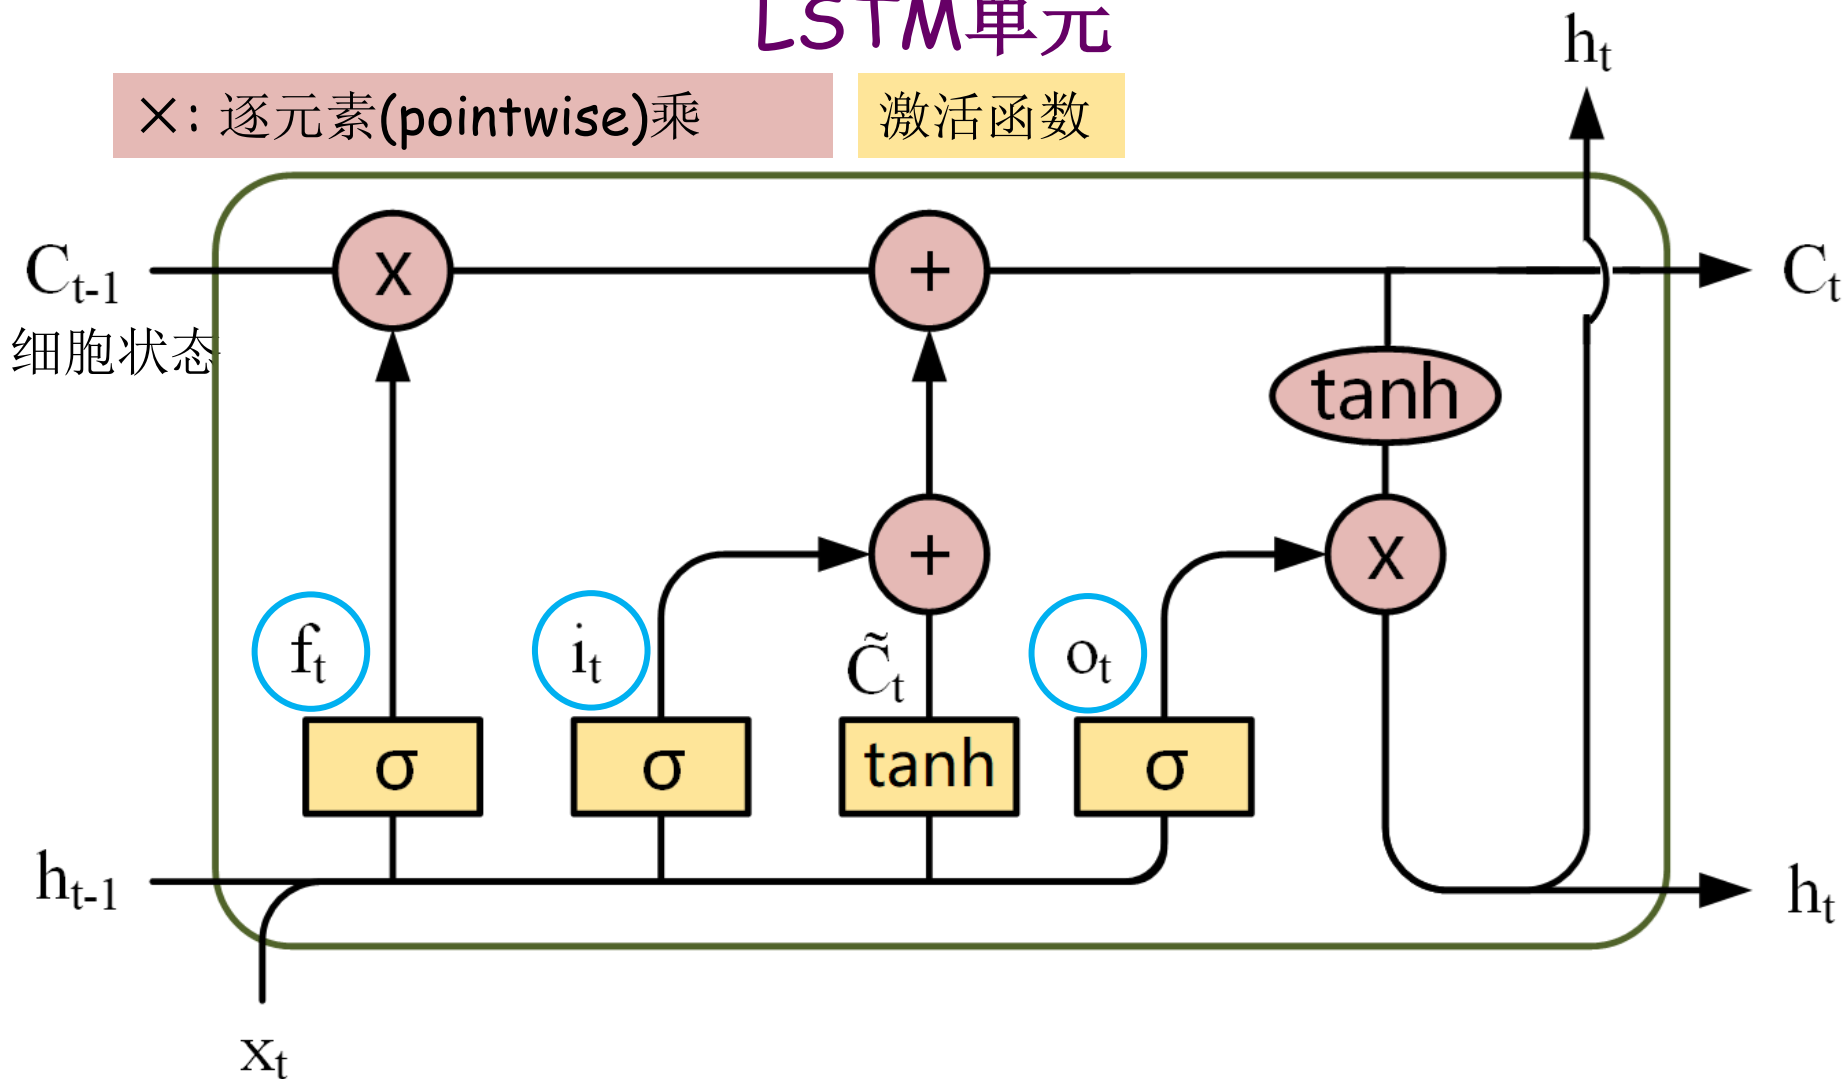 LSTM单元
×: 逐元素(pointwise)乘
激活函数
ht
Ct-1
x
+
Ct
细胞状态
tanh
+
x
ft
it
C̃t
ot
σ
σ
tanh
σ
ht-1
ht
xt